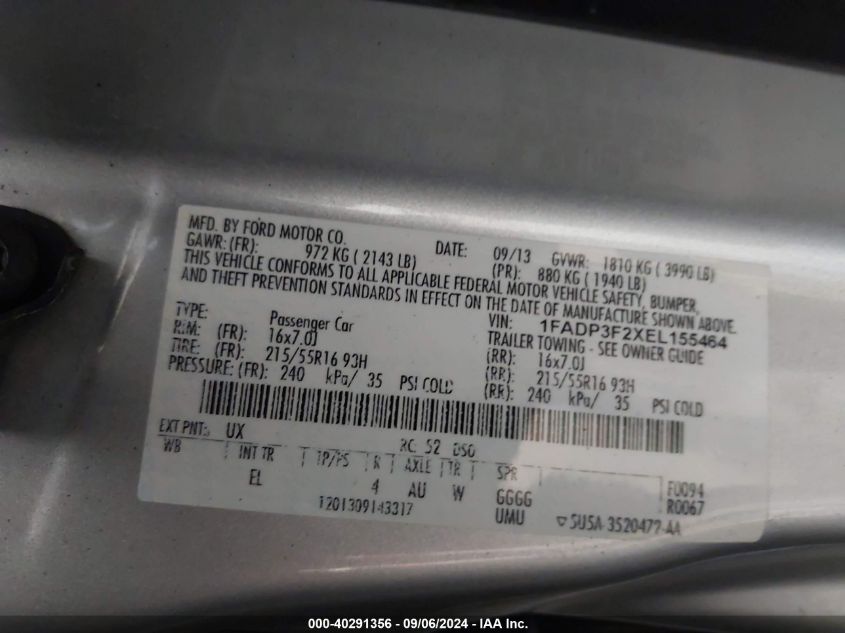 MFD. BY FORD MOTOR CO.
DATE: 09/13 GVWR: 1810 KG ( 3990 LB)
GAWR: (FR): 972 KG ( 2143 LB) (PR): 880 KG ( 1940 LB)
THIS VEHICLE CONFORMS TO ALL APPLICABLE FEDERAL MOTOR VEHICLE SAFETY, BUMPER,
AND THEFT PREVENTION STANDARDS IN EFFECT ON THE DATE OF MANUFACTURE SHOWN ABOVE.
VIN: 1FADP3F2XEL155464
TYPE: Passenger Car TRAILER TOWING - SEE OWNER GUIDE
RIM: (FR): 16x7.0J (RR): 16x7.0J
TIRE: (FR): 215/55R16 93H (RR): 215/55R16 93H
PRESSURE: (FR): 240 kPa/ 35 PSI COLD (RR): 240 kPa/ 35 PSI COLD
EXT PNT: UX RC: 52 DSO
WB INT TR TP/PS R AXLE TR SPR F0094
EL 4 AU W GGGG R0067
1201309143317 UMU ▽ 5U5A-3520472-AA
000-40291356 - 09/06/2024 - IAA Inc.